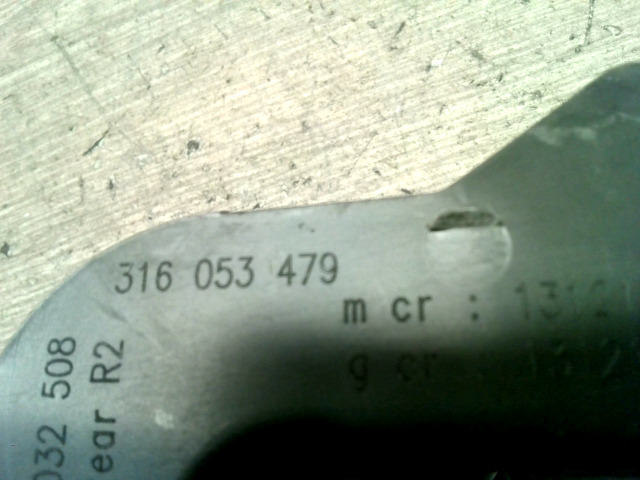 316 053 479
m cr :
g cr :
032 508
ear R2